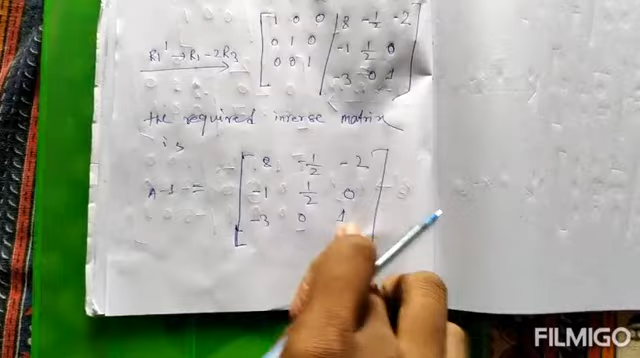 1 0 0 | 8 -1/2 -2
0 1 0 | -1 1/2 0
R1' → R1 - 2R3
0 0 1 | -3 0 1
the required inverse matrix
is
8 -1/2 -2
A-1 = -1 1/2 0
-3 0 1
FILMIGO